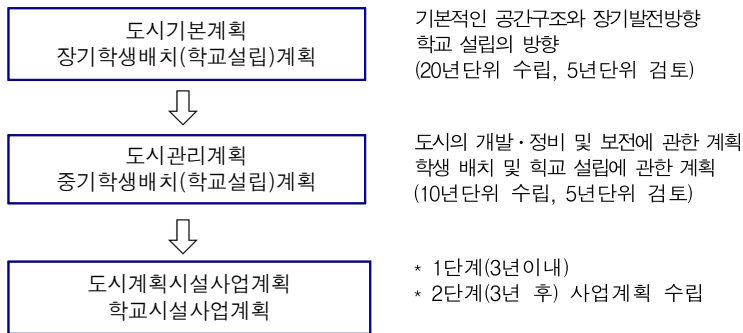 도시기본계획
장기학생배치(학교설립)계획
기본적인 공간구조와 장기발전방향
학교 설립의 방향
(20년단위 수립, 5년단위 검토)
도시관리계획
중기학생배치(학교설립)계획
도시의 개발·정비 및 보전에 관한 계획
학생 배치 및 힉교 설립에 관한 계획
(10년단위 수립, 5년단위 검토)
도시계획시설사업계획
학교시설사업계획
* 1단계(3년이내)
* 2단계(3년 후) 사업계획 수립